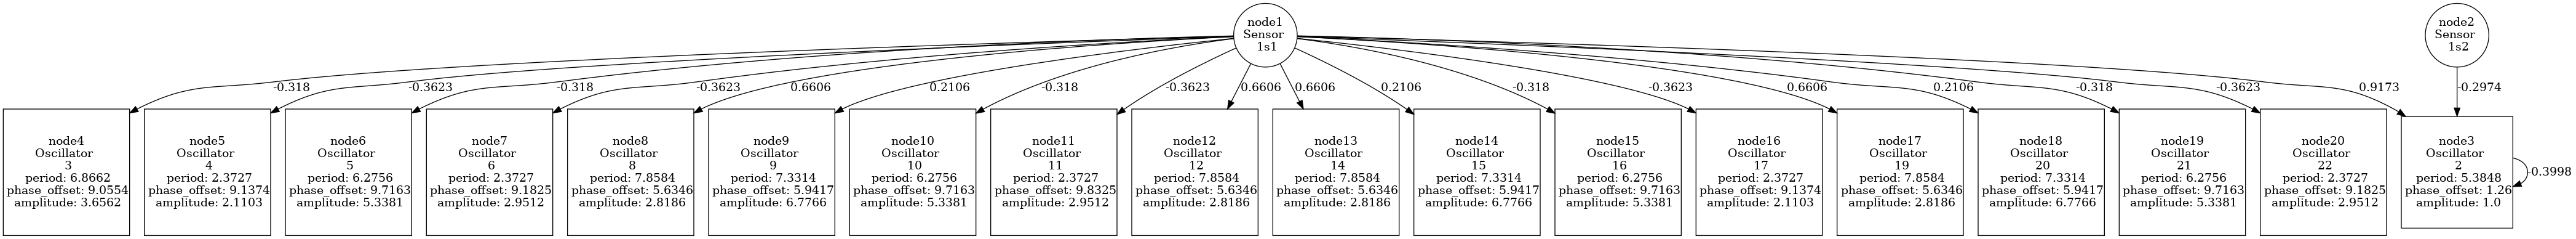 node1
Sensor
1s1
node2
Sensor
1s2
-0.318
-0.3623
-0.318
-0.3623
0.6606
0.2106
-0.318
-0.3623
0.6606
0.6606
0.2106
-0.318
-0.3623
0.6606
0.2106
-0.318
-0.3623
0.9173
-0.2974
node4
Oscillator
3
period: 6.8662
phase_offset: 9.0554
amplitude: 3.6562
node5
Oscillator
4
period: 2.3727
phase_offset: 9.1374
amplitude: 2.1103
node6
Oscillator
5
period: 6.2756
phase_offset: 9.7163
amplitude: 5.3381
node7
Oscillator
6
period: 2.3727
phase_offset: 9.1825
amplitude: 2.9512
node8
Oscillator
8
period: 7.8584
phase_offset: 5.6346
amplitude: 2.8186
node9
Oscillator
9
period: 7.3314
phase_offset: 5.9417
amplitude: 6.7766
node10
Oscillator
10
period: 6.2756
phase_offset: 9.7163
amplitude: 5.3381
node11
Oscillator
11
period: 2.3727
phase_offset: 9.8325
amplitude: 2.9512
node12
Oscillator
12
period: 7.8584
phase_offset: 5.6346
amplitude: 2.8186
node13
Oscillator
14
period: 7.8584
phase_offset: 5.6346
amplitude: 2.8186
node14
Oscillator
15
period: 7.3314
phase_offset: 5.9417
amplitude: 6.7766
node15
Oscillator
16
period: 6.2756
phase_offset: 9.7163
amplitude: 5.3381
node16
Oscillator
17
period: 2.3727
phase_offset: 9.1374
amplitude: 2.1103
node17
Oscillator
19
period: 7.8584
phase_offset: 5.6346
amplitude: 2.8186
node18
Oscillator
20
period: 7.3314
phase_offset: 5.9417
amplitude: 6.7766
node19
Oscillator
21
period: 6.2756
phase_offset: 9.7163
amplitude: 5.3381
node20
Oscillator
22
period: 2.3727
phase_offset: 9.1825
amplitude: 2.9512
node3
Oscillator
2
period: 5.3848
phase_offset: 1.26
amplitude: 1.0
-0.3998